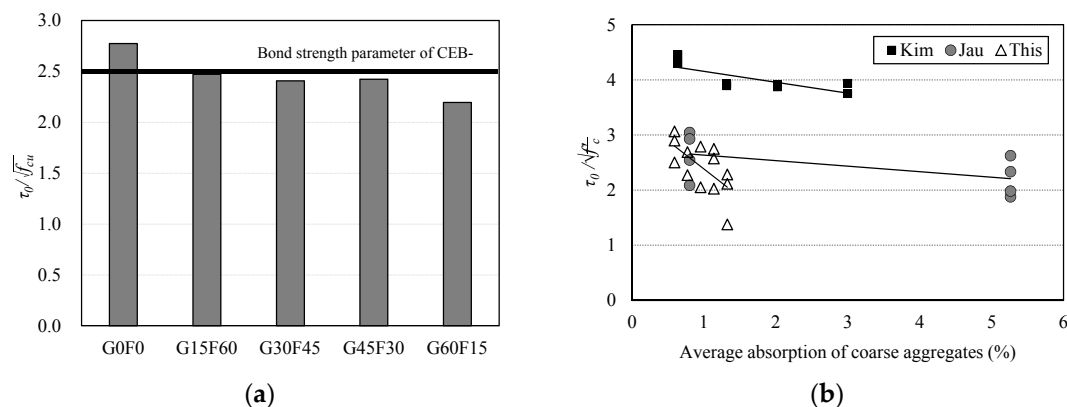 3.0
2.5
2.0
1.5
1.0
0.5
0.0
τ0/√fcu
Bond strength parameter of CEB-
G0F0 G15F60 G30F45 G45F30 G60F15
(a)
5
4
3
2
1
0
Kim Jau This
0 1 2 3 4 5 6
Average absorption of coarse aggregates (%)
(b)